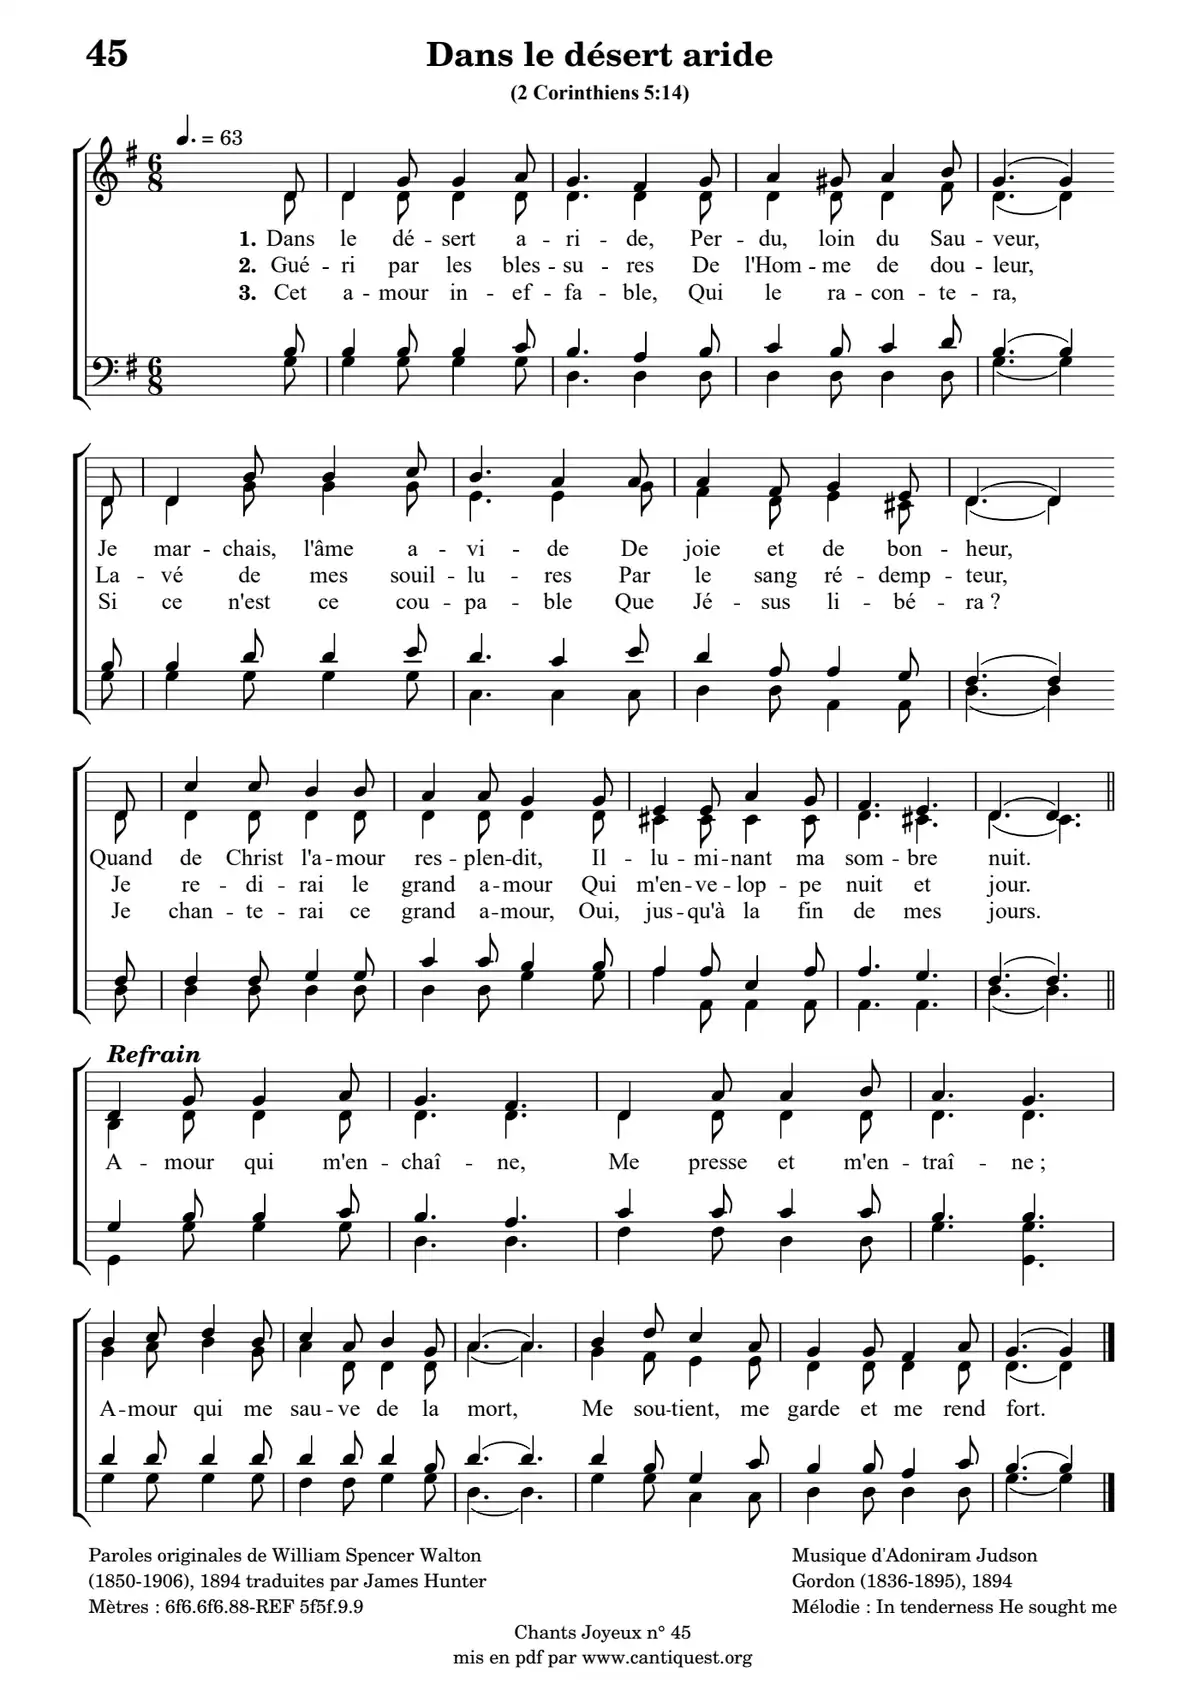 45
Dans le désert aride
(2 Corinthiens 5:14)
= 63
1. Dans le dé - sert a - ri - de, Per - du, loin du Sau - veur,
2. Gué - ri par les bles - su - res De l'Hom - me de dou - leur,
3. Cet a - mour in - ef - fa - ble, Qui le ra - con - te - ra,
Je mar - chais, l'âme a - vi - de De joie et de bon - heur,
La - vé de mes souil - lu - res Par le sang ré - demp - teur,
Si ce n'est ce cou - pa - ble Que Jé - sus li - bé - ra ?
Quand de Christ l'a - mour res - plen - dit, Il - lu - mi - nant ma som - bre nuit.
Je re - di - rai le grand a - mour Qui m'en - ve - lop - pe nuit et jour.
Je chan - te - rai ce grand a - mour, Oui, jus - qu'à la fin de mes jours.
Refrain
A - mour qui m'en - chaî - ne, Me presse et m'en - traî - ne ;
A - mour qui me sau - ve de la mort, Me sou - tient, me garde et me rend fort.
Paroles originales de William Spencer Walton
(1850-1906), 1894 traduites par James Hunter
Mètres : 6f6.6f6.88-REF 5f5f.9.9
Musique d'Adoniram Judson
Gordon (1836-1895), 1894
Mélodie : In tenderness He sought me
Chants Joyeux n° 45
mis en pdf par www.cantiquest.org